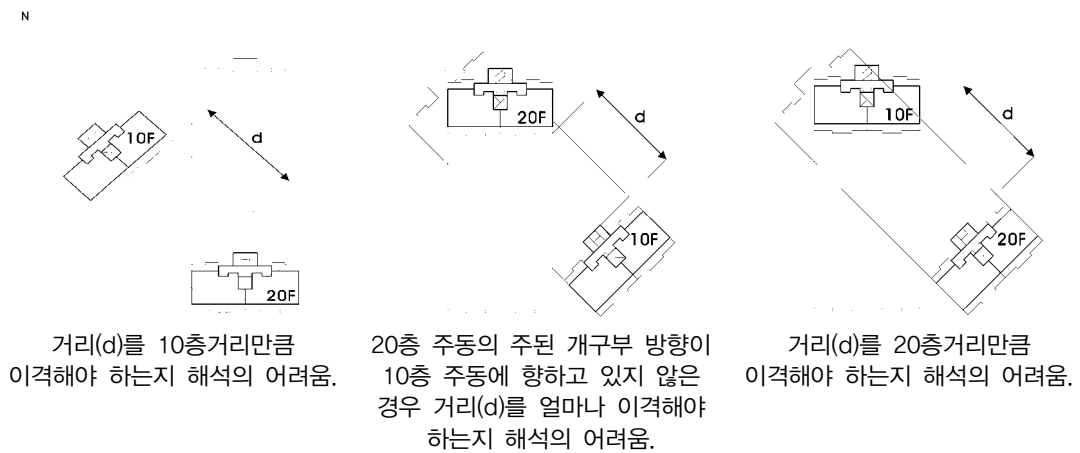 N
10F
d
20F
20F
d
10F
10F
d
20F
거리(d)를 10층거리만큼
이격해야 하는지 해석의 어려움.
20층 주동의 주된 개구부 방향이
10층 주동에 향하고 있지 않은
경우 거리(d)를 얼마나 이격해야
하는지 해석의 어려움.
거리(d)를 20층거리만큼
이격해야 하는지 해석의 어려움.